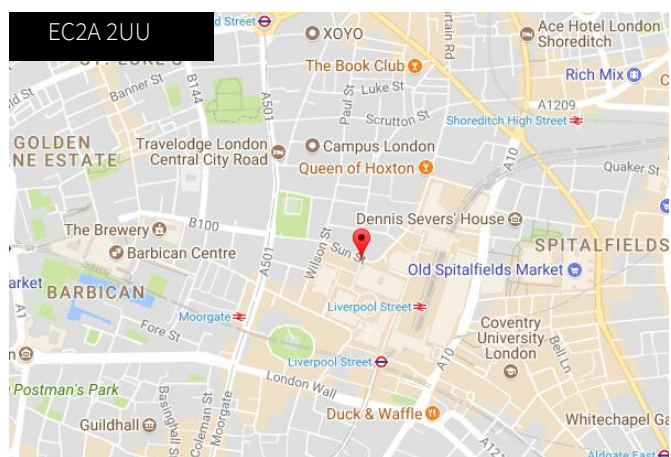 EC2A 2UU
d Street
XOYO
Ace Hotel London
Shoreditch
The Book Club
Rich Mix
Banner St
B144
A501
Paul St
Luke St
Scrutton St
A1209
Shoreditch High Street
GOLDEN
NE ESTATE
Travelodge London
Central City Road
Campus London
Queen of Hoxton
A10
Quaker St
Dennis Severs' House
The Brewery
B100
Wilson St
Sun St
SPITALFIELDS
Barbican Centre
A501
Old Spitalfields Market
arket
BARBICAN
A1
Moorgate
Liverpool Street
Fore St
Coventry
University
London
Bell Ln
A10
Liverpool Street
London Wall
Postman's Park
Basinghall St
Coleman St
Moorgate
Duck & Waffle
Guildhall
Whitechapel Ga
Aldgate East